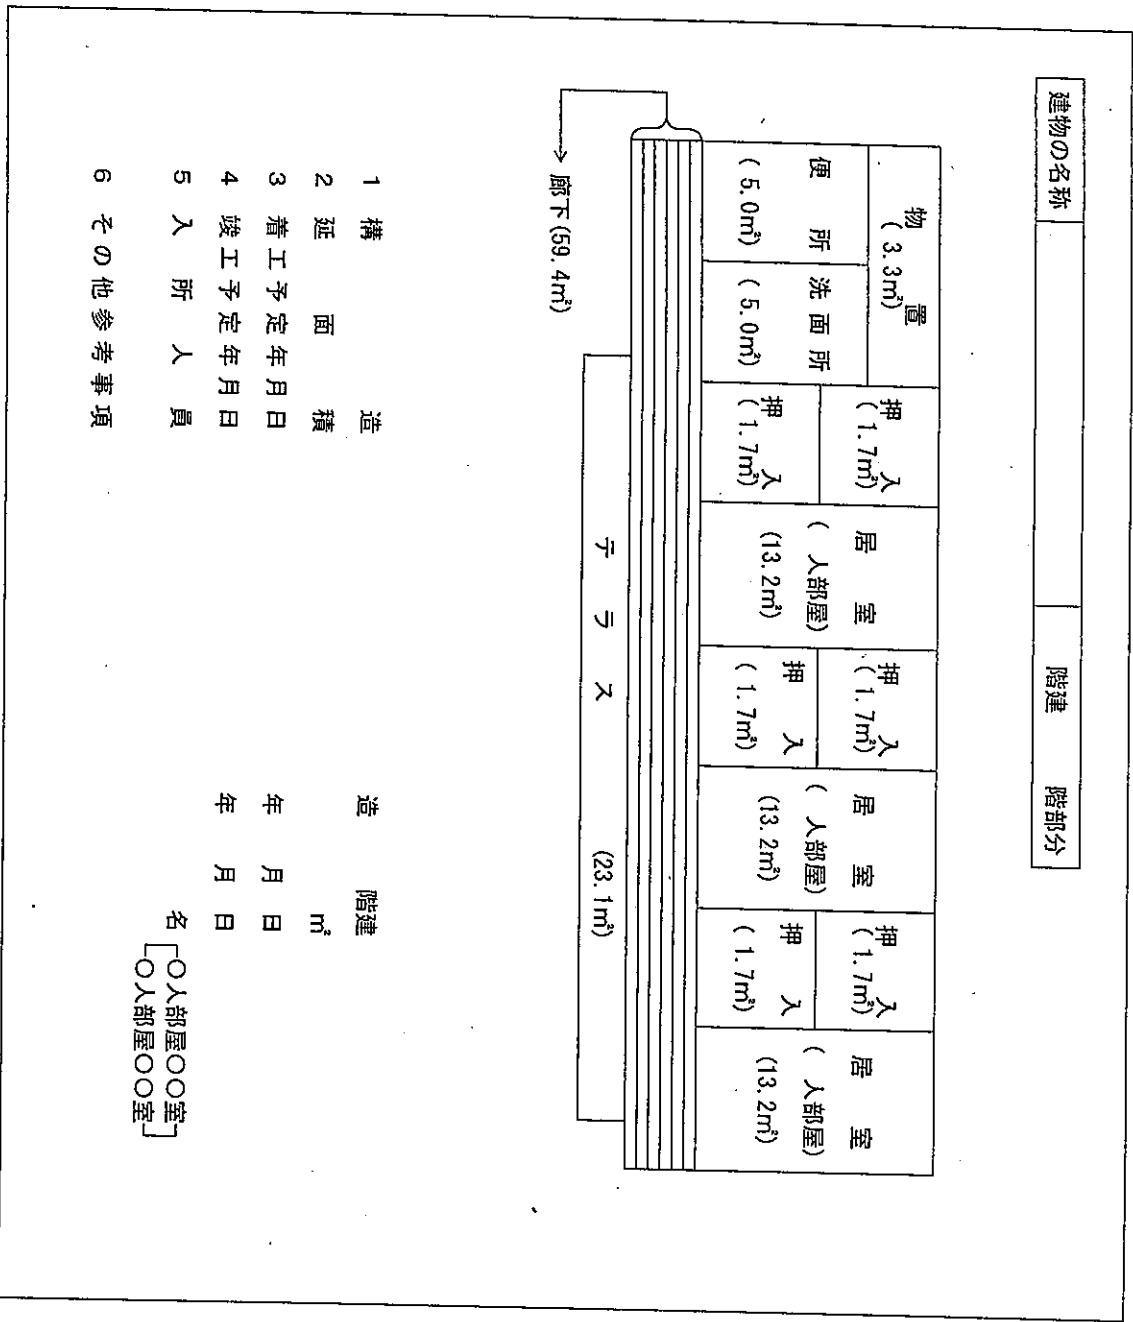 建物の名称
階建　階部分
物置
( 3.3㎡)
便所
( 5.0㎡)
洗面所
( 5.0㎡)
押入
( 1.7㎡)
押入
( 1.7㎡)
居室
(　人部屋)
(13.2㎡)
押入
( 1.7㎡)
押入
( 1.7㎡)
居室
(　人部屋)
(13.2㎡)
押入
( 1.7㎡)
押入
( 1.7㎡)
居室
(　人部屋)
(13.2㎡)
廊下(59.4㎡)
テラス　(23.1㎡)
1 構造　造　階建
2 延面積　㎡
3 着工予定年月日　年　月　日
4 竣工予定年月日　年　月　日
5 入所人員　名
〇人部屋〇〇室
〇人部屋〇〇室
6 その他参考事項